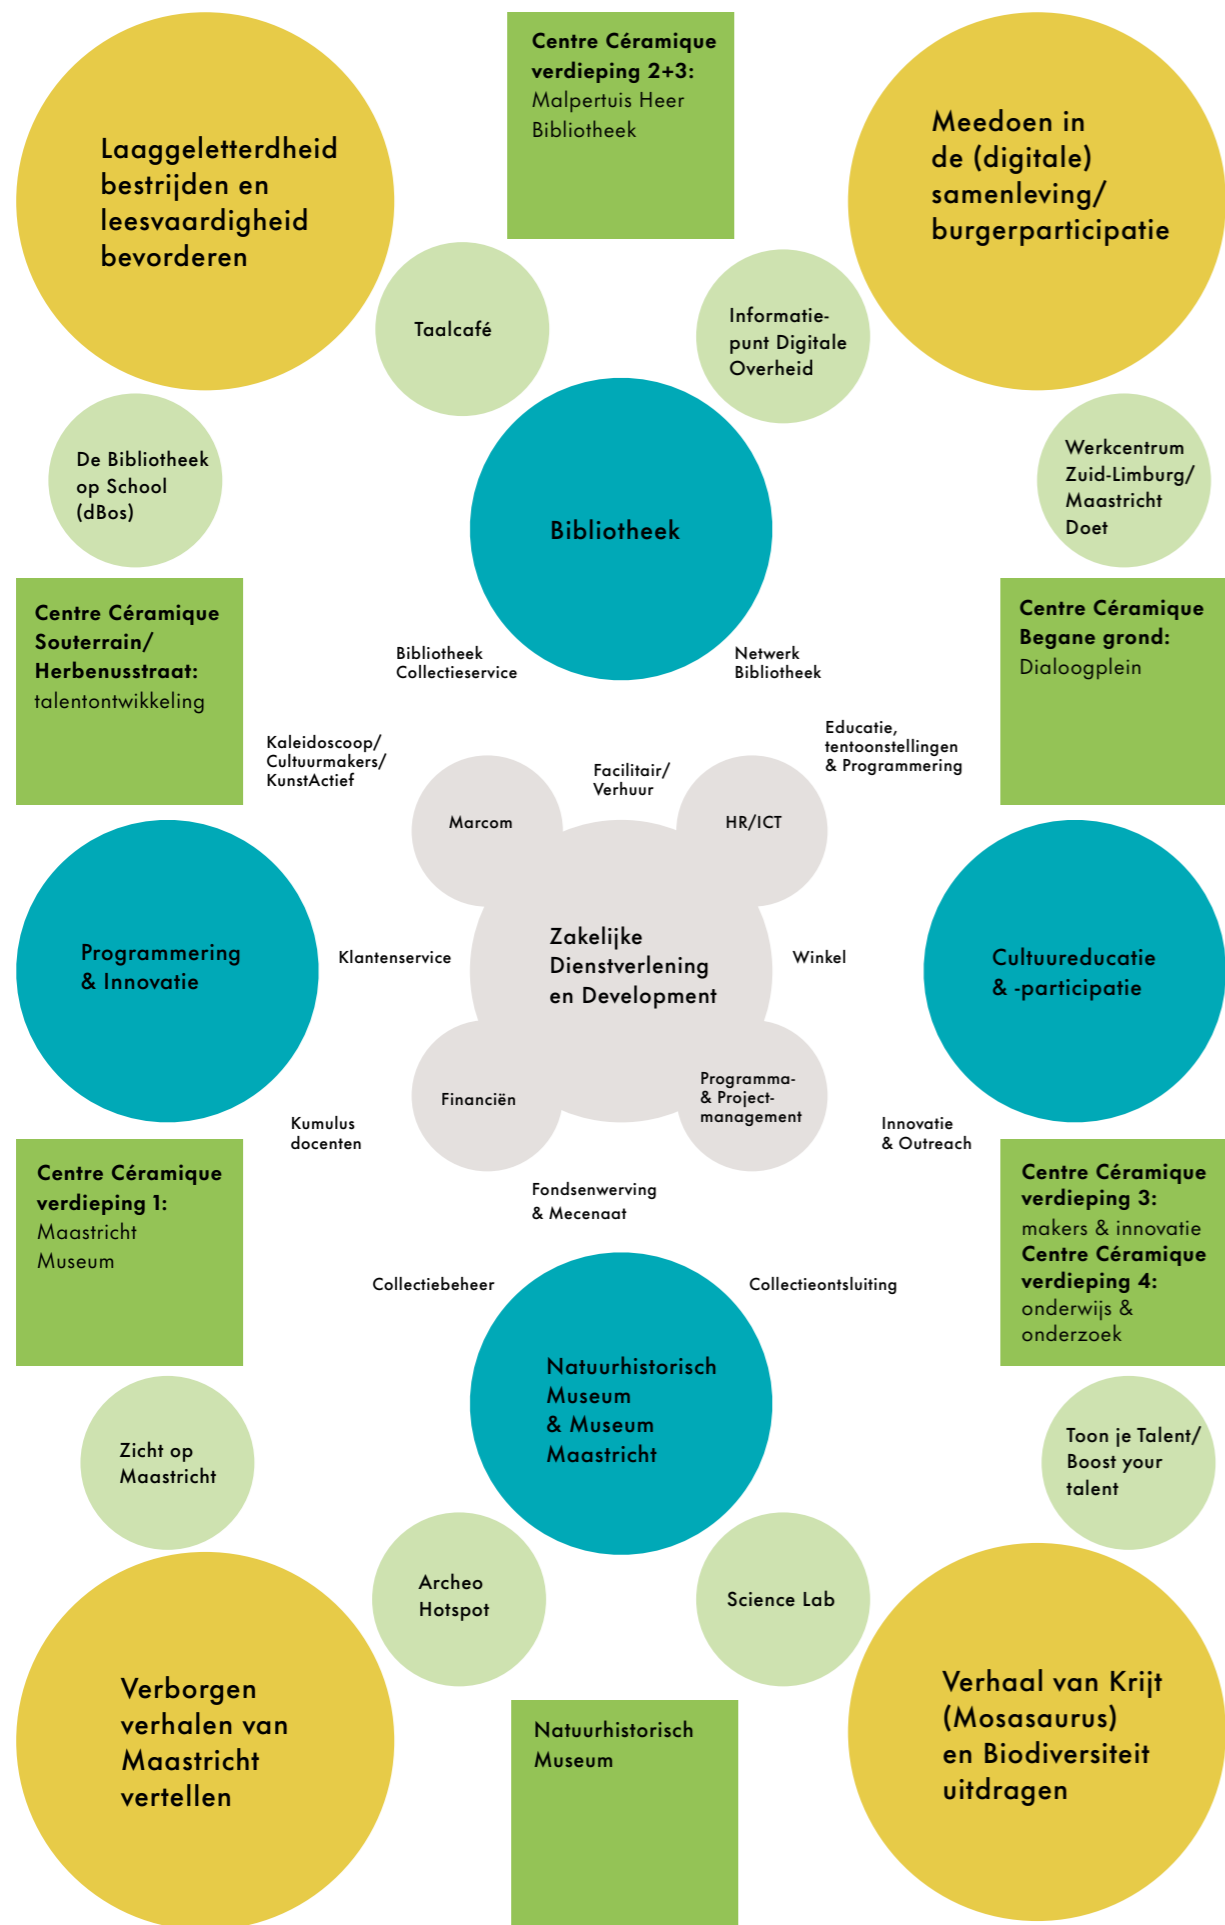 Centre Céramique
verdieping 2+3:
Malpertuis Heer
Bibliotheek
Laaggeletterdheid
bestrijden en
leesvaardigheid
bevorderen
Meedoen in
de (digitale)
samenleving/
burgerparticipatie
Taalcafé
Informatie-
punt Digitale
Overheid
De Bibliotheek
op School
(dBos)
Werkcentrum
Zuid-Limburg/
Maastricht
Doet
Bibliotheek
Centre Céramique
Souterrain/
Herbenusstraat:
talentontwikkeling
Centre Céramique
Begane grond:
Dialoogplein
Bibliotheek
Collectieservice
Netwerk
Bibliotheek
Kaleidoscoop/
Cultuurmakers/
KunstActief
Educatie,
tentoonstellingen
& Programmering
Facilitair/
Verhuur
Marcom
HR/ICT
Programmering
& Innovatie
Klantenservice
Zakelijke
Dienstverlening
en Development
Winkel
Cultuureducatie
& -participatie
Financiën
Programma-
& Project-
management
Kumulus
docenten
Innovatie
& Outreach
Centre Céramique
verdieping 1:
Maastricht
Museum
Fondsenwerving
& Mecenaat
Centre Céramique
verdieping 3:
makers & innovatie
Centre Céramique
verdieping 4:
onderwijs &
onderzoek
Collectiebeheer
Collectieontsluiting
Natuurhistorisch
Museum
& Museum
Maastricht
Zicht op
Maastricht
Toon je Talent/
Boost your
talent
Archeo
Hotspot
Science Lab
Verborgen
verhalen van
Maastricht
vertellen
Natuurhistorisch
Museum
Verhaal van Krijt
(Mosasaurus)
en Biodiversiteit
uitdragen